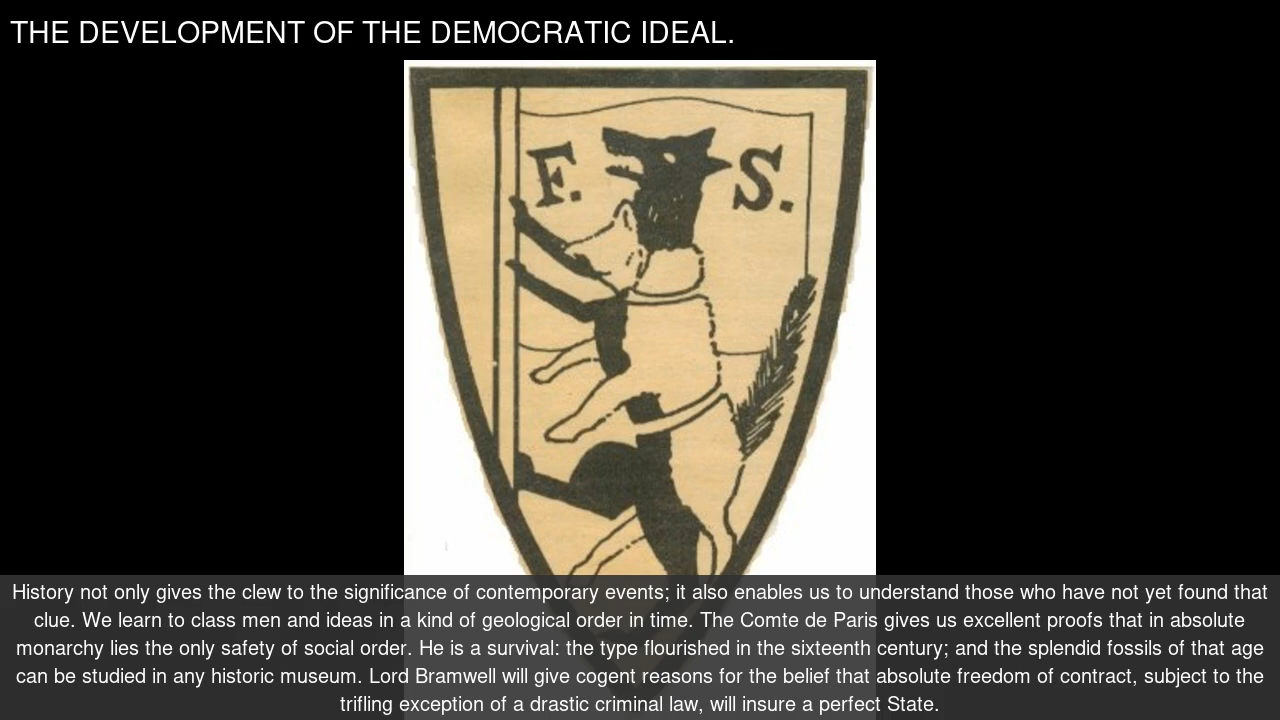 THE DEVELOPMENT OF THE DEMOCRATIC IDEAL.
F. S.
History not only gives the clew to the significance of contemporary events; it also enables us to understand those who have not yet found that
clue. We learn to class men and ideas in a kind of geological order in time. The Comte de Paris gives us excellent proofs that in absolute
monarchy lies the only safety of social order. He is a survival: the type flourished in the sixteenth century; and the splendid fossils of that age
can be studied in any historic museum. Lord Bramwell will give cogent reasons for the belief that absolute freedom of contract, subject to the
trifling exception of a drastic criminal law, will insure a perfect State.